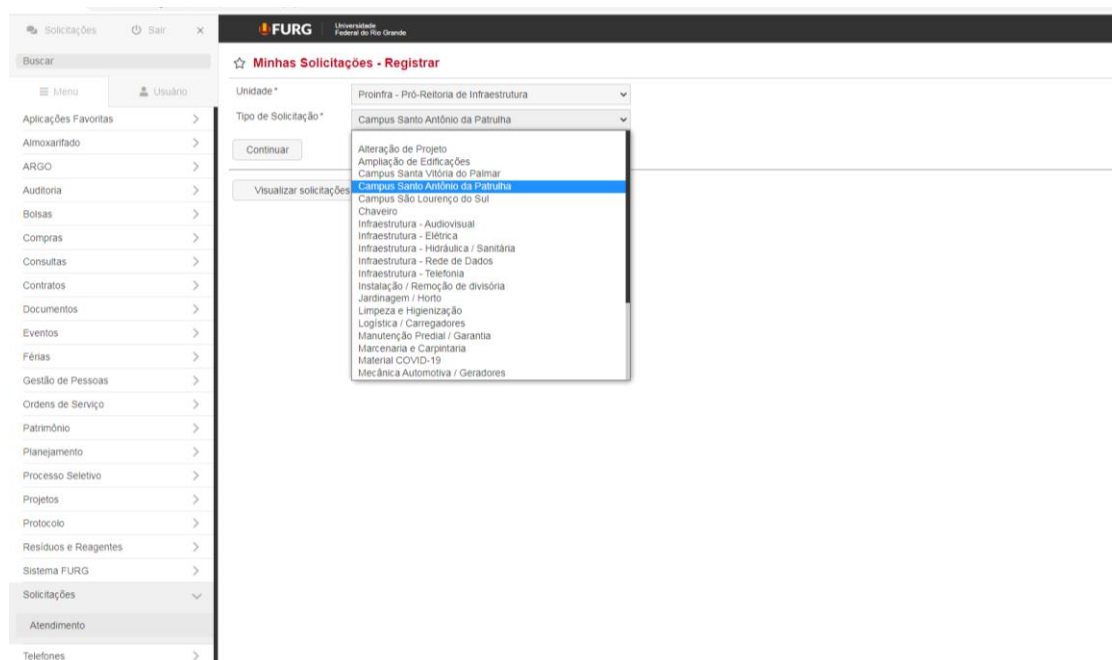 Solicitações Sair ×
Buscar
Menu Usuário
Aplicações Favoritas
Almoxarifado
ARGO
Auditoria
Bolsas
Compras
Consultas
Contratos
Documentos
Eventos
Férias
Gestão de Pessoas
Ordens de Serviço
Patrimônio
Planejamento
Processo Seletivo
Projetos
Protocolo
Resíduos e Reagentes
Sistema FURG
Solicitações
Atendimento
Telefones
FURG
Universidade
Federal do Rio Grande
Minhas Solicitações - Registrar
Unidade * Proinfra - Pró-Reitoria de Infraestrutura
Tipo de Solicitação * Campus Santo Antônio da Patrulha
Continuar
Visualizar solicitações
Alteração de Projeto
Ampliação de Edificações
Campus Santa Vitória do Palmar
Campus Santo Antônio da Patrulha
Campus São Lourenço do Sul
Chaveiro
Infraestrutura - Audiovisual
Infraestrutura - Elétrica
Infraestrutura - Hidráulica / Sanitária
Infraestrutura - Rede de Dados
Infraestrutura - Telefonia
Instalação / Remoção de divisória
Jardinagem / Horto
Limpeza e Higienização
Logística / Carregadores
Manutenção Predial / Garantia
Marcenaria e Carpintaria
Material COVID-19
Mecânica Automotiva / Geradores